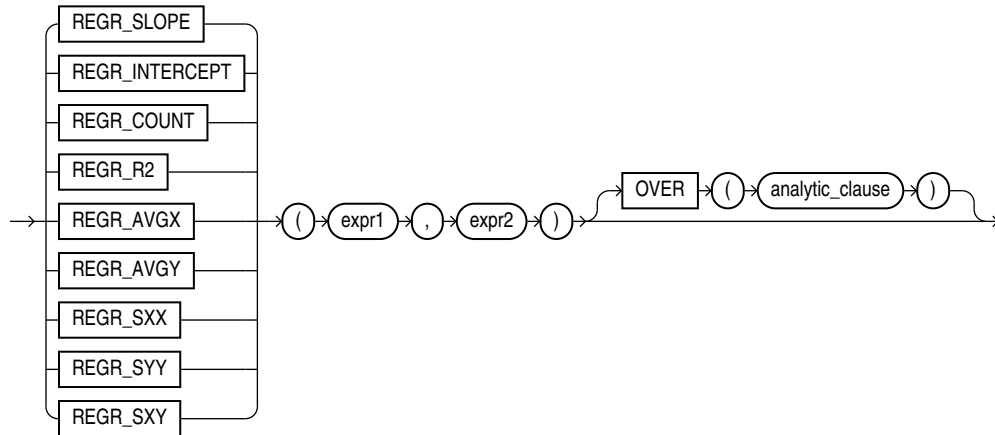 REGR_SLOPE
REGR_INTERCEPT
REGR_COUNT
REGR_R2
REGR_AVGX
REGR_AVGY
REGR_SXX
REGR_SYY
REGR_SXY
( expr1 , expr2 )
OVER ( analytic_clause )